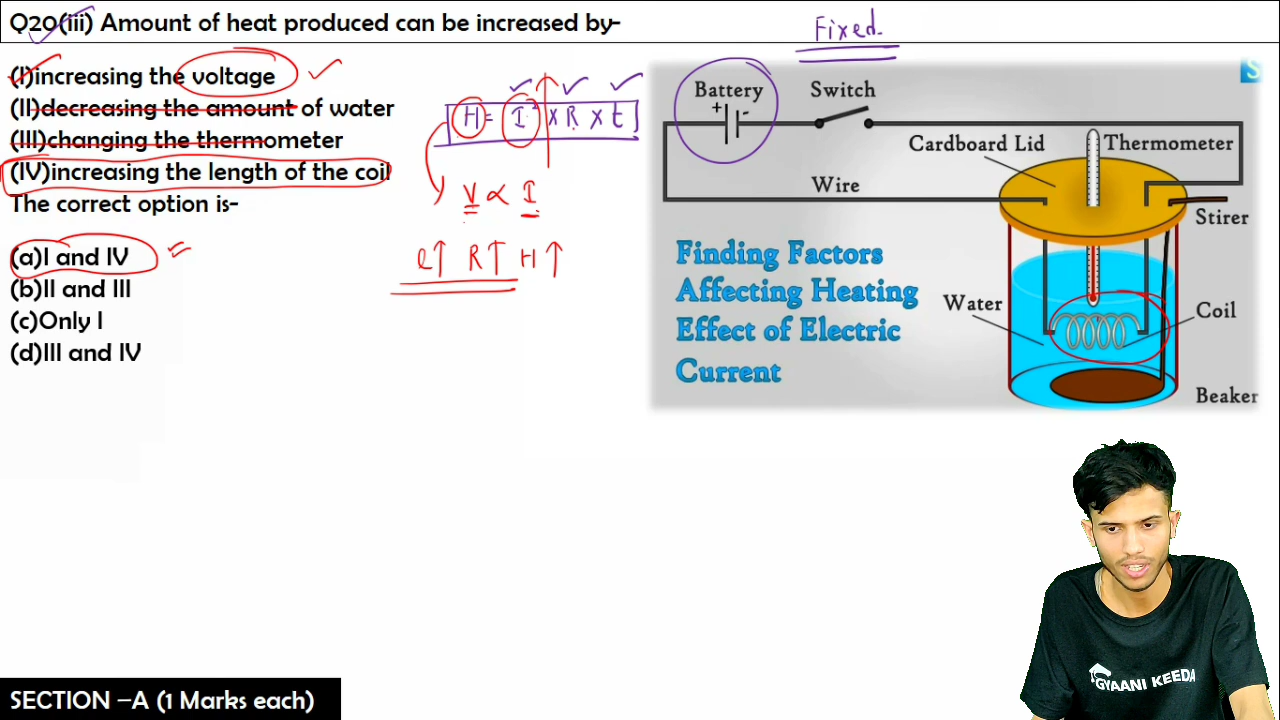 Q20(iii) Amount of heat produced can be increased by-
Fixed.
(I)increasing the voltage
(II)decreasing the amount of water
(III)changing the thermometer
(IV)increasing the length of the coil
The correct option is-
(a)I and IV
(b)II and III
(c)Only I
(d)III and IV
H = I² × R × t
V ∝ I
l↑ R↑ H↑
Battery
+ -
Switch
Cardboard Lid
Thermometer
Wire
Stirer
Finding Factors
Affecting Heating
Effect of Electric
Current
Water
Coil
Beaker
S
GYAANI KEEDA
SECTION –A (1 Marks each)